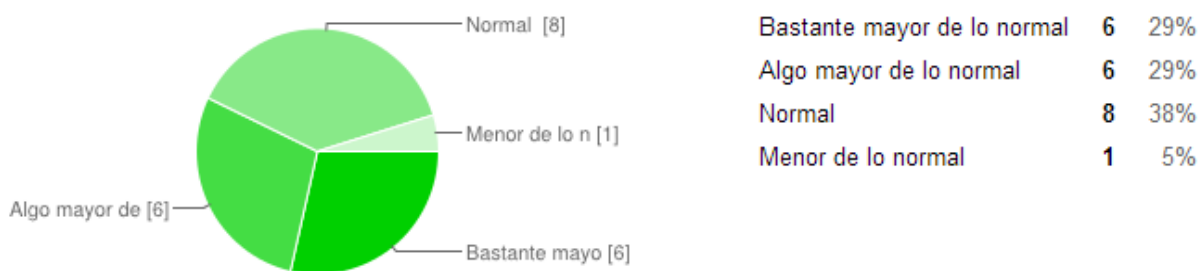 Normal [8]
Menor de lo n [1]
Algo mayor de [6]
Bastante mayo [6]
Bastante mayor de lo normal 6 29%
Algo mayor de lo normal 6 29%
Normal 8 38%
Menor de lo normal 1 5%